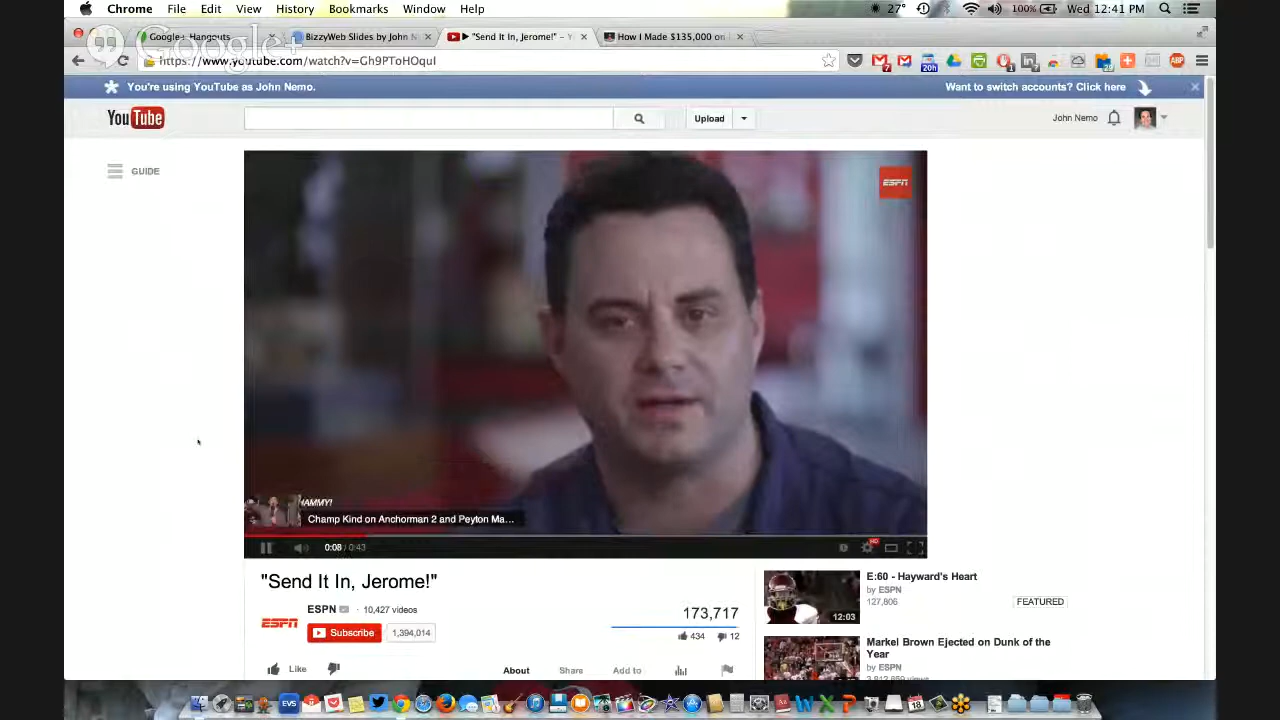 Chrome File Edit View History Bookmarks Window Help
27° 100% Wed 12:41 PM
Google+
Google+ Hangouts
BizzyWeb Slides by John N
"Send It In, Jerome!" - Y
How I Made $135,000 on
https://www.youtube.com/watch?v=Gh9PToHOquI
You're using YouTube as John Nemo.
Want to switch accounts? Click here
YouTube
Upload
John Nemo
GUIDE
ESPN
HAMMY!
Champ Kind on Anchorman 2 and Peyton Ma...
0:08 / 0:43
HD
"Send It In, Jerome!"
ESPN · 10,427 videos
ESPN
Subscribe 1,394,014
173,717
434 12
Like
About Share Add to
E:60 - Hayward's Heart
by ESPN
127,806
FEATURED
12:03
Markel Brown Ejected on Dunk of the
Year
by ESPN